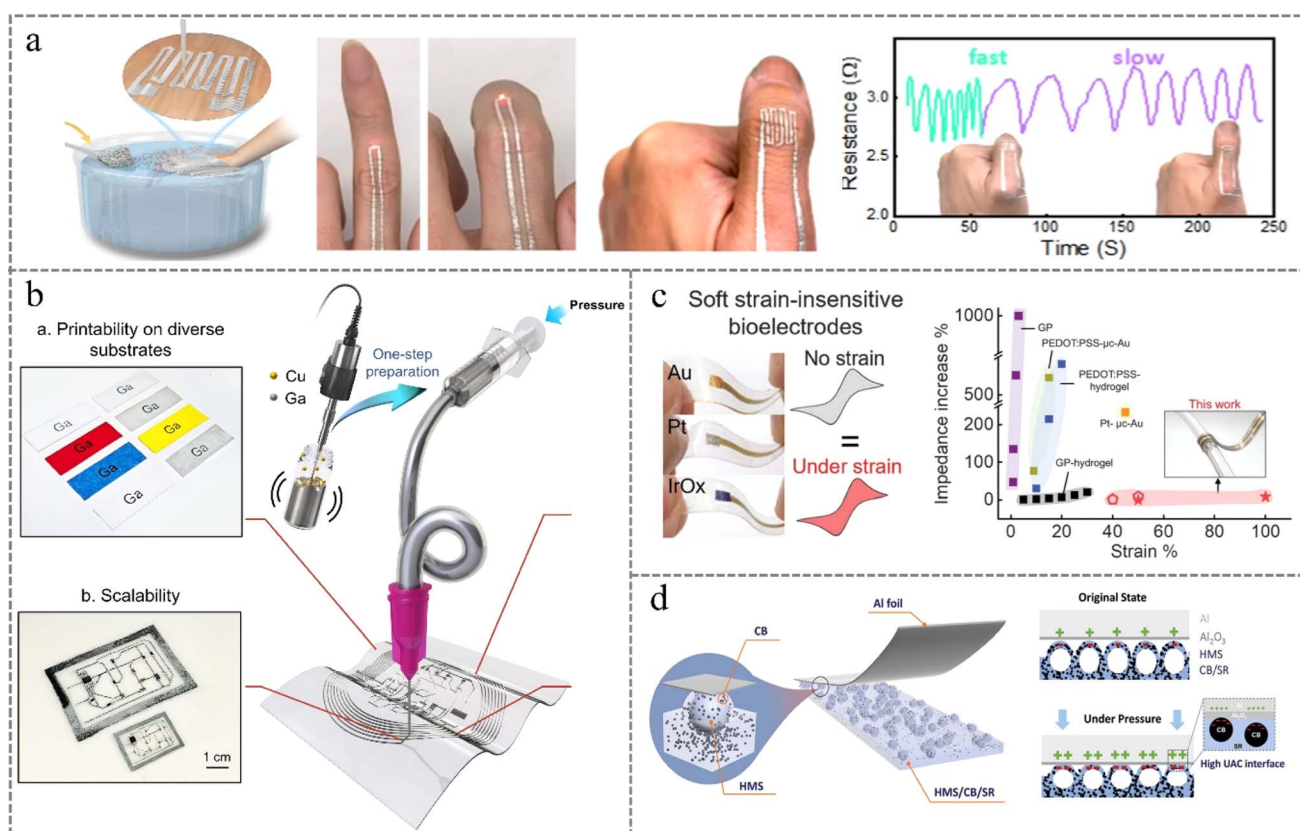 a
fast
slow
Resistance (Ω)
3.0
2.5
2.0
0
50
100
150
200
250
Time (S)
b
a. Printability on diverse
substrates
Ga
Ga
Ga
Ga
Ga
Ga
Ga
Ga
Cu
Ga
One-step
preparation
Pressure
b. Scalability
1 cm
c
Soft strain-insensitive
bioelectrodes
Au
Pt
IrOx
No strain
=
Under strain
Impedance increase %
1000
500
200
100
0
GP
PEDOT:PSS-μc-Au
PEDOT:PSS-
hydrogel
Pt- μc-Au
This work
GP-hydrogel
0
20
40
60
80
100
Strain %
d
Al foil
CB
HMS
HMS/CB/SR
Original State
+ + + + +
Al
Al₂O₃
HMS
CB/SR
Under Pressure
++ ++ ++ ++ ++
Al
Al₂O₃
CB
CB
SR
High UAC interface